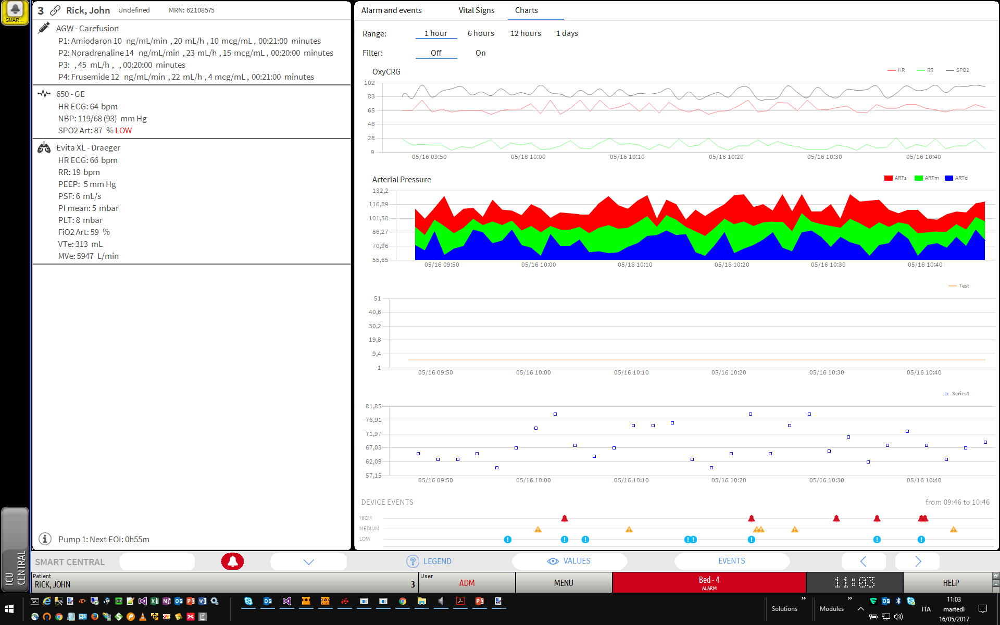 SMAR...
3 Rick, John Undefined MRN: 62108575
AGW - Carefusion
P1: Amiodaron 10 ng/mL/min , 20 mL/h , 10 mcg/mL , 00:21:00 minutes
P2: Noradrenaline 14 ng/mL/min , 23 mL/h , 15 mcg/mL , 00:20:00 minutes
P3: , 45 mL/h , , 00:20:00 minutes
P4: Frusemide 12 ng/mL/min , 22 mL/h , 4 mcg/mL , 00:21:00 minutes
650 - GE
HR ECG: 64 bpm
NBP: 119/68 (93) mm Hg
SPO2 Art: 87 % LOW
Evita XL - Draeger
HR ECG: 66 bpm
RR: 19 bpm
PEEP: 5 mm Hg
PSF: 6 mL/s
PI mean: 5 mbar
PLT: 8 mbar
FiO2 Art: 59 %
VTe: 313 mL
MVe: 5947 L/min
Pump 1: Next EOI: 0h55m
Alarm and events Vital Signs Charts
Range: 1 hour 6 hours 12 hours 1 days
Filter: Off On
OxyCRG
HR RR SPO2
102
83
65
46
28
9
05/16 09:50 05/16 10:00 05/16 10:10 05/16 10:20 05/16 10:30 05/16 10:40
Arterial Pressure
ARTs ARTm ARTd
132,2
116,89
101,58
86,27
70,96
55,65
05/16 09:50 05/16 10:00 05/16 10:10 05/16 10:20 05/16 10:30 05/16 10:40
Test
51
40,6
30,2
19,8
9,4
-1
05/16 09:50 05/16 10:00 05/16 10:10 05/16 10:20 05/16 10:30 05/16 10:40
Series1
81,85
76,91
71,97
67,03
62,09
57,15
05/16 09:50 05/16 10:00 05/16 10:10 05/16 10:20 05/16 10:30 05/16 10:40
DEVICE EVENTS from 09:46 to 10:46
HIGH
MEDIUM
LOW
ICU CENTRAL
SMART CENTRAL
? LEGEND VALUES EVENTS
Patient
RICK, JOHN 3
User
ADM
MENU
Bed - 4
ALARM
11:03
HELP
Solutions
Modules
ITA
11:03
martedì
16/05/2017